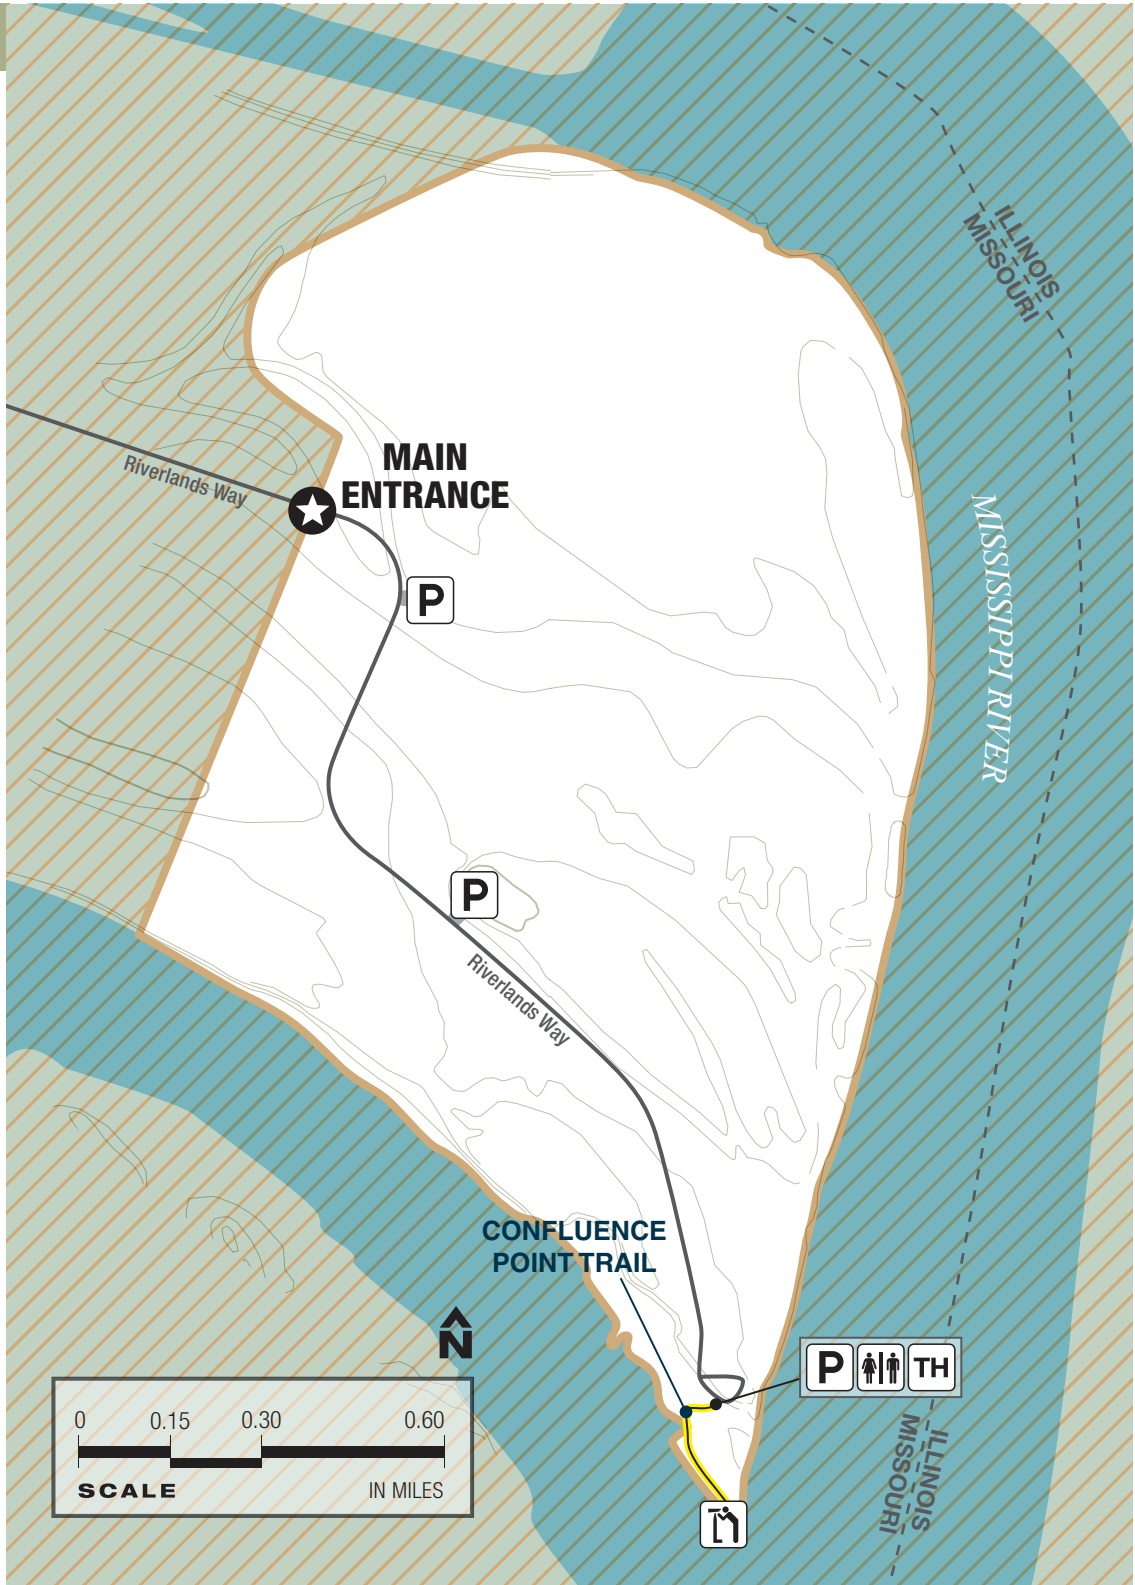 ILLINOIS
MISSOURI
MAIN
ENTRANCE
Riverlands Way
P
MISSISSIPPI RIVER
P
Riverlands Way
CONFLUENCE
POINT TRAIL
N
P TH
0 0.15 0.30 0.60
SCALE IN MILES
ILLINOIS
MISSOURI